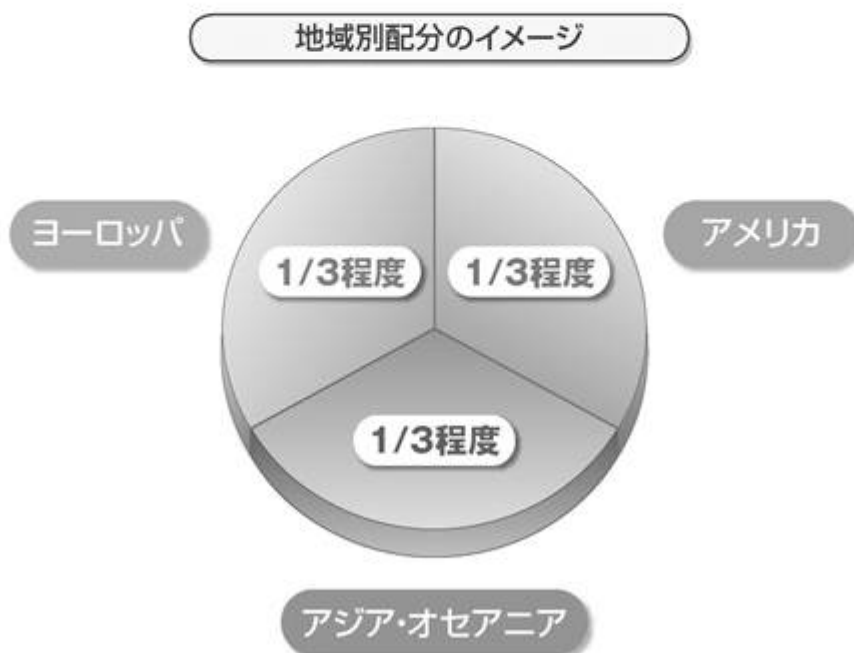 地域別配分のイメージ
ヨーロッパ
アメリカ
1/3程度
1/3程度
1/3程度
アジア・オセアニア